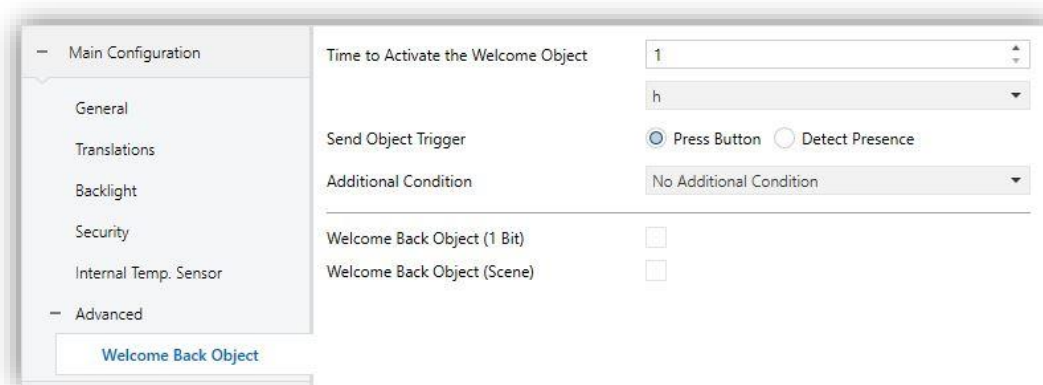 Main Configuration
General
Translations
Backlight
Security
Internal Temp. Sensor
Advanced
Welcome Back Object
Time to Activate the Welcome Object
1
h
Send Object Trigger
Press Button Detect Presence
Additional Condition
No Additional Condition
Welcome Back Object (1 Bit)
Welcome Back Object (Scene)